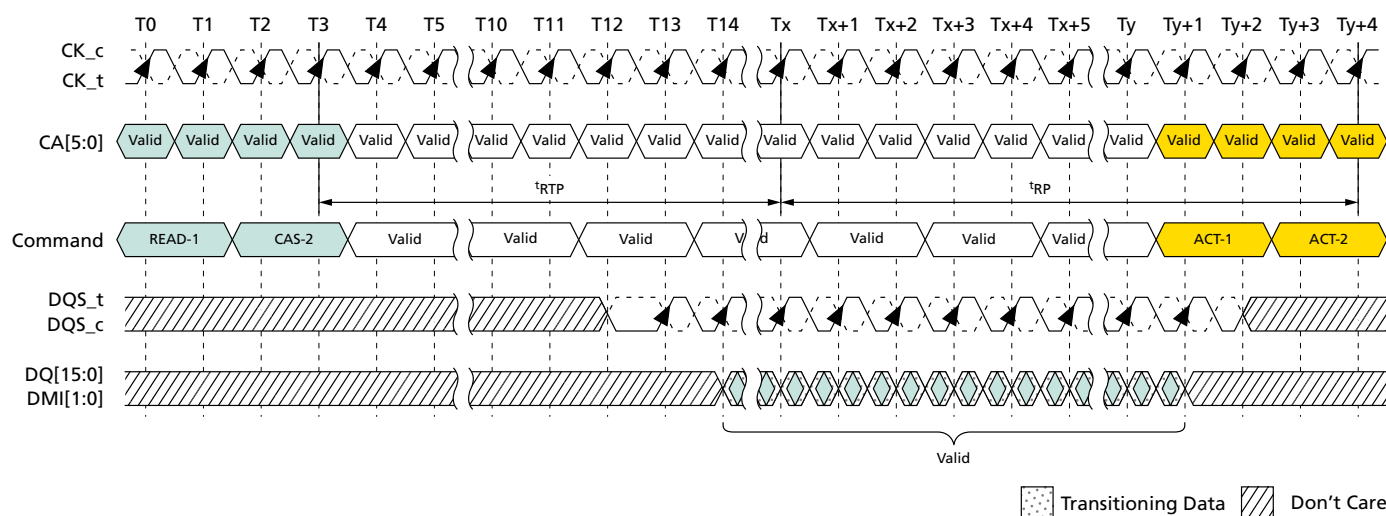 T0 T1 T2 T3 T4 T5 T10 T11 T12 T13 T14 Tx Tx+1 Tx+2 Tx+3 Tx+4 Tx+5 Ty Ty+1 Ty+2 Ty+3 Ty+4
CK_c
CK_t
CA[5:0] Valid Valid Valid Valid Valid Valid Valid Valid Valid Valid Valid Valid Valid Valid Valid Valid Valid Valid Valid Valid Valid Valid
tRTP tRP
Command READ-1 CAS-2 Valid Valid Valid Valid Valid Valid Valid ACT-1 ACT-2
DQS_t
DQS_c
DQ[15:0]
DMI[1:0]
Valid
Transitioning Data Don't Care